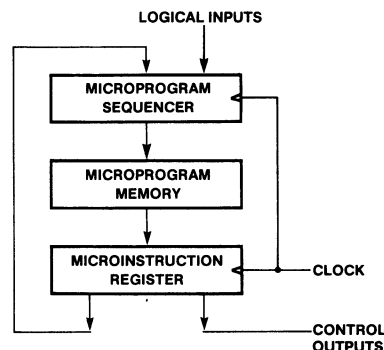 LOGICAL INPUTS
MICROPROGRAM
SEQUENCER
MICROPROGRAM
MEMORY
MICROINSTRUCTION
REGISTER
CLOCK
CONTROL
OUTPUTS